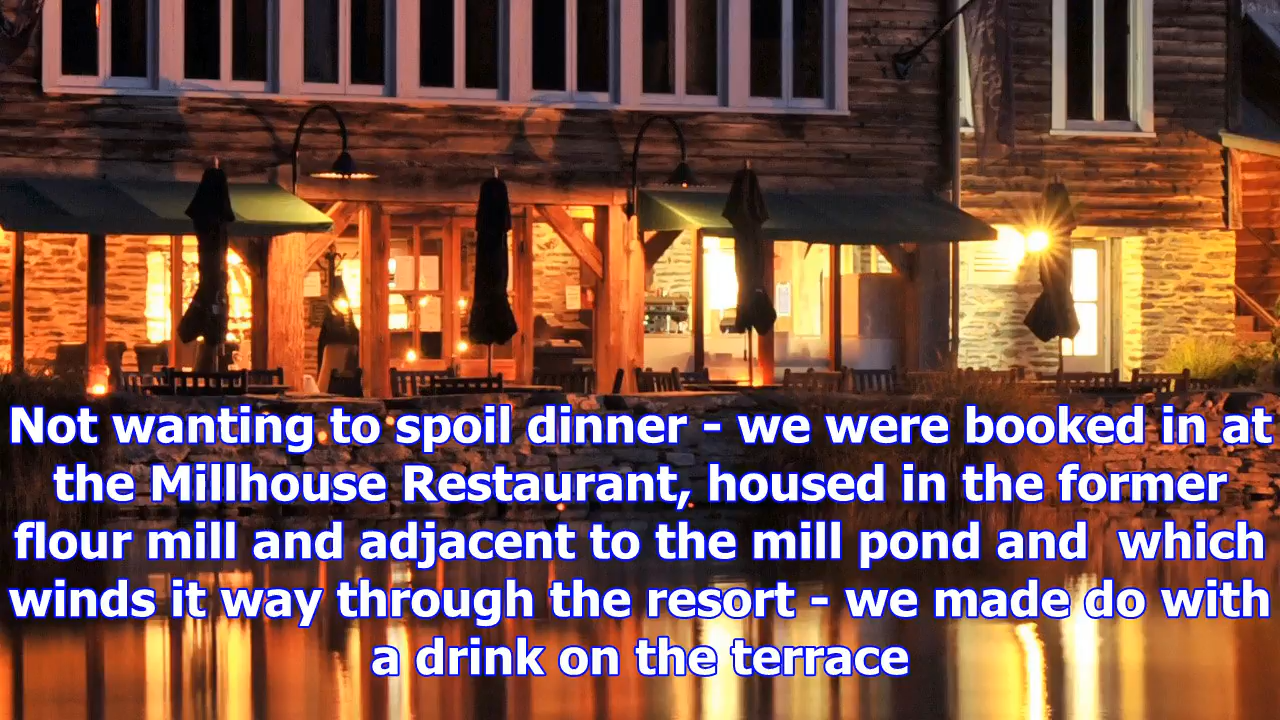 Not wanting to spoil dinner - we were booked in at
the Millhouse Restaurant, housed in the former
flour mill and adjacent to the mill pond and  which
winds it way through the resort - we made do with
a drink on the terrace